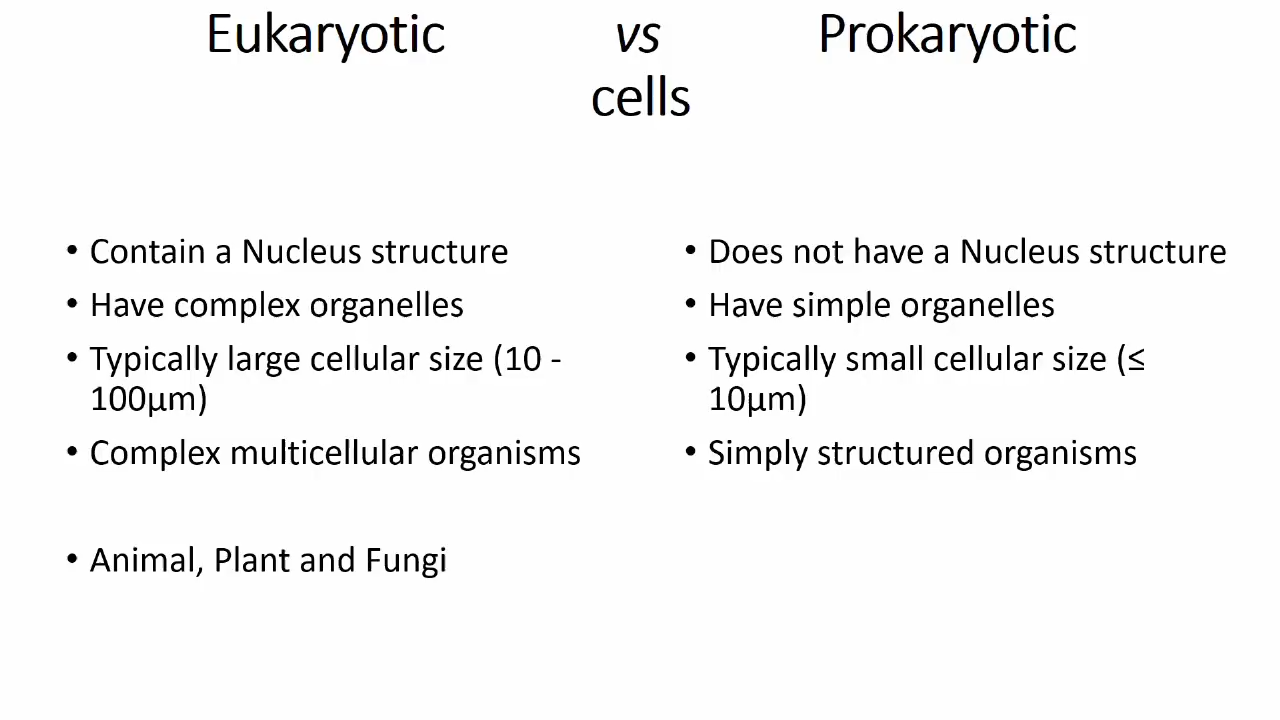 Eukaryotic vs Prokaryotic
cells
• Contain a Nucleus structure
• Have complex organelles
• Typically large cellular size (10 -
100µm)
• Complex multicellular organisms
• Animal, Plant and Fungi
• Does not have a Nucleus structure
• Have simple organelles
• Typically small cellular size (≤
10µm)
• Simply structured organisms